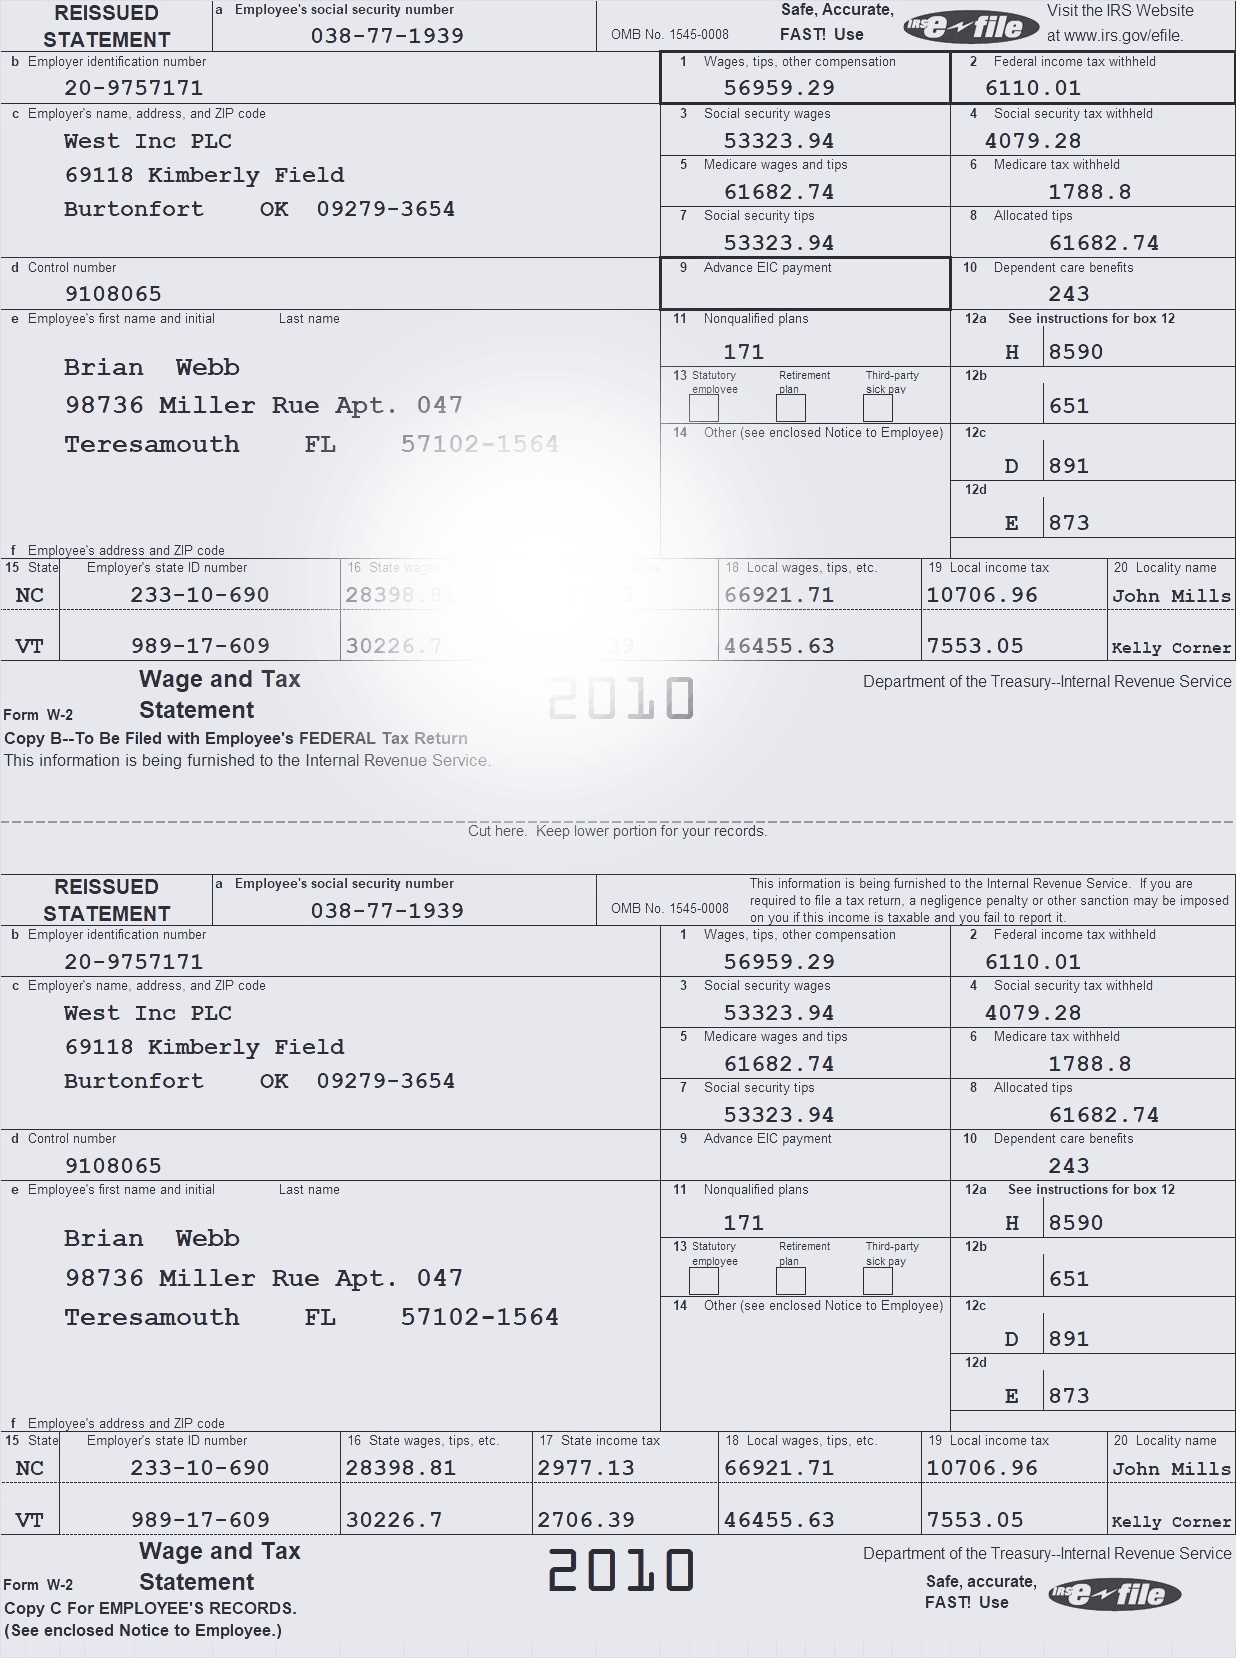 REISSUED STATEMENT
a Employee's social security number
038-77-1939
OMB No. 1545-0008
Safe, Accurate, FAST! Use
IRS e-file
Visit the IRS Website at www.irs.gov/efile.
b Employer identification number
20-9757171
1 Wages, tips, other compensation
56959.29
2 Federal income tax withheld
6110.01
c Employer's name, address, and ZIP code
West Inc PLC
69118 Kimberly Field
Burtonfort OK 09279-3654
3 Social security wages
53323.94
4 Social security tax withheld
4079.28
5 Medicare wages and tips
61682.74
6 Medicare tax withheld
1788.8
7 Social security tips
53323.94
8 Allocated tips
61682.74
d Control number
9108065
9 Advance EIC payment
10 Dependent care benefits
243
e Employee's first name and initial Last name
Brian Webb
98736 Miller Rue Apt. 047
Teresamouth FL 57102-1564
11 Nonqualified plans
171
12a See instructions for box 12
H 8590
13 Statutory employee Retirement plan Third-party sick pay
12b
651
14 Other (see enclosed Notice to Employee)
12c
D 891
12d
E 873
f Employee's address and ZIP code
15 State Employer's state ID number 16 State wages, tax 18 Local wages, tips, etc. 19 Local income tax 20 Locality name
NC 233-10-690 28398.81 66921.71 10706.96 John Mills
VT 989-17-609 30226.7 46455.63 7553.05 Kelly Corner
Form W-2
Wage and Tax Statement
2010
Department of the Treasury--Internal Revenue Service
Copy B--To Be Filed with Employee's FEDERAL Tax Return
This information is being furnished to the Internal Revenue Service.
Cut here. Keep lower portion for your records.
REISSUED STATEMENT
a Employee's social security number
038-77-1939
OMB No. 1545-0008
This information is being furnished to the Internal Revenue Service. If you are
required to file a tax return, a negligence penalty or other sanction may be imposed
on you if this income is taxable and you fail to report it.
b Employer identification number
20-9757171
1 Wages, tips, other compensation
56959.29
2 Federal income tax withheld
6110.01
c Employer's name, address, and ZIP code
West Inc PLC
69118 Kimberly Field
Burtonfort OK 09279-3654
3 Social security wages
53323.94
4 Social security tax withheld
4079.28
5 Medicare wages and tips
61682.74
6 Medicare tax withheld
1788.8
7 Social security tips
53323.94
8 Allocated tips
61682.74
d Control number
9108065
9 Advance EIC payment
10 Dependent care benefits
243
e Employee's first name and initial Last name
Brian Webb
98736 Miller Rue Apt. 047
Teresamouth FL 57102-1564
11 Nonqualified plans
171
12a See instructions for box 12
H 8590
13 Statutory employee Retirement plan Third-party sick pay
12b
651
14 Other (see enclosed Notice to Employee)
12c
D 891
12d
E 873
f Employee's address and ZIP code
15 State Employer's state ID number 16 State wages, tips, etc. 17 State income tax 18 Local wages, tips, etc. 19 Local income tax 20 Locality name
NC 233-10-690 28398.81 2977.13 66921.71 10706.96 John Mills
VT 989-17-609 30226.7 2706.39 46455.63 7553.05 Kelly Corner
Form W-2
Wage and Tax Statement
2010
Department of the Treasury--Internal Revenue Service
Copy C For EMPLOYEE'S RECORDS.
(See enclosed Notice to Employee.)
Safe, accurate, FAST! Use
IRS e-file